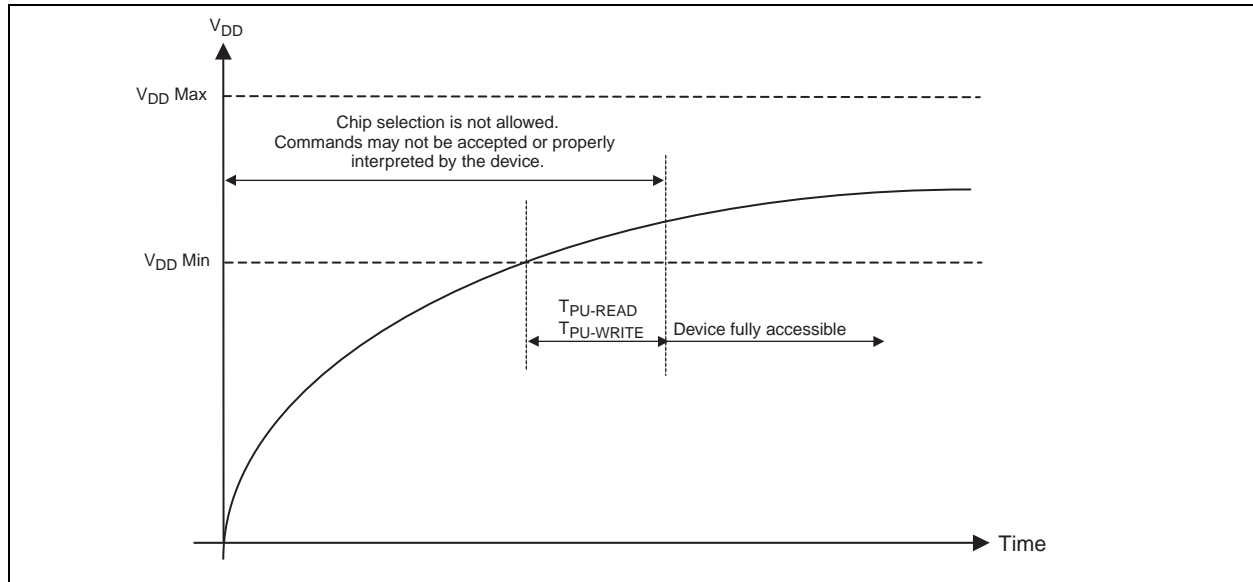 VDD
VDD Max
Chip selection is not allowed.
Commands may not be accepted or properly
interpreted by the device.
VDD Min
TPU-READ
TPU-WRITE
Device fully accessible
Time